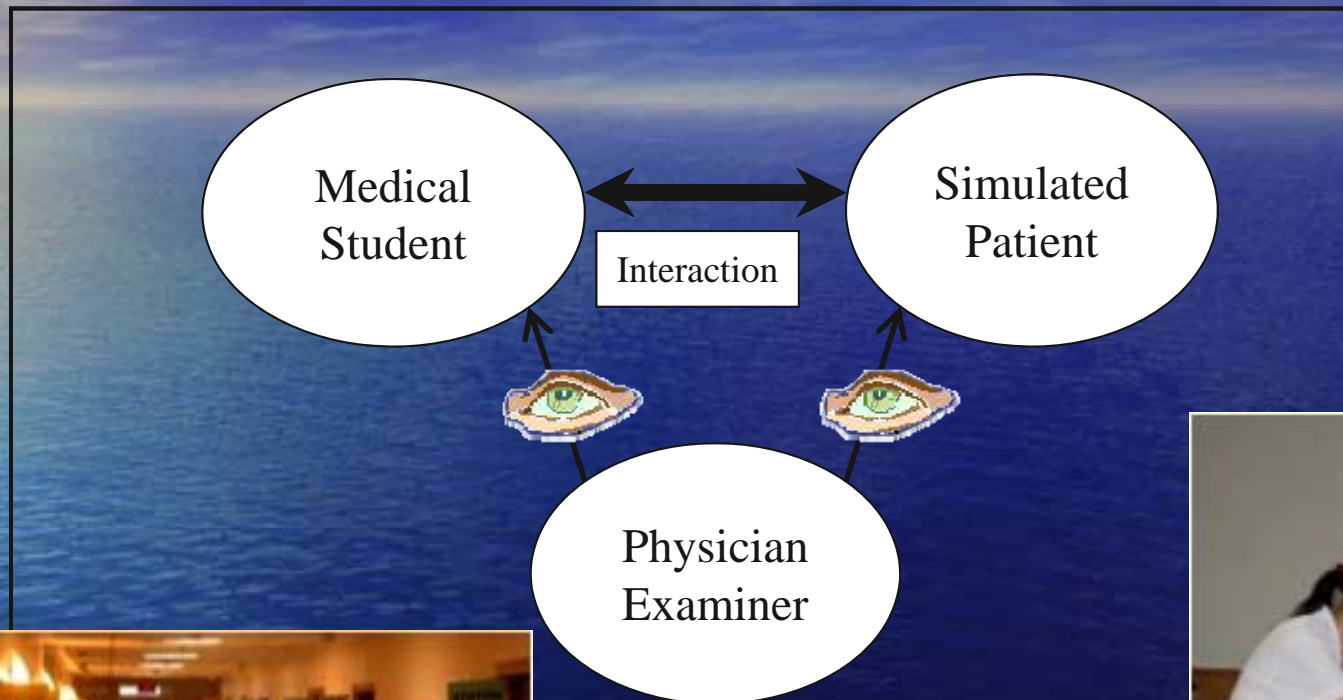 Medical
Student
Simulated
Patient
Interaction
Physician
Examiner